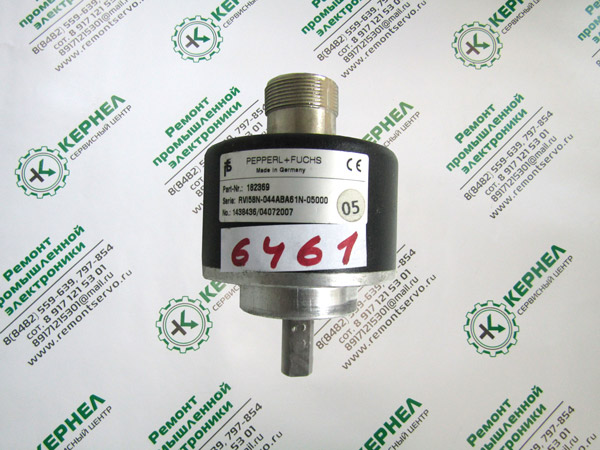 PEPPERL+FUCHS
Made in Germany
CE
Part-Nr.: 182369
Serie: RVI58N-044ABA61N-05000
No.: 1439436/04072007
05
6461
КЕРНЕЛ
СЕРВИСНЫЙ ЦЕНТР
Ремонт
промышленной
электроники
8(8482) 559-639, 797-854
сот. 8 917 121 53 01
89171215301@mail.ru
www.remontservo.ru